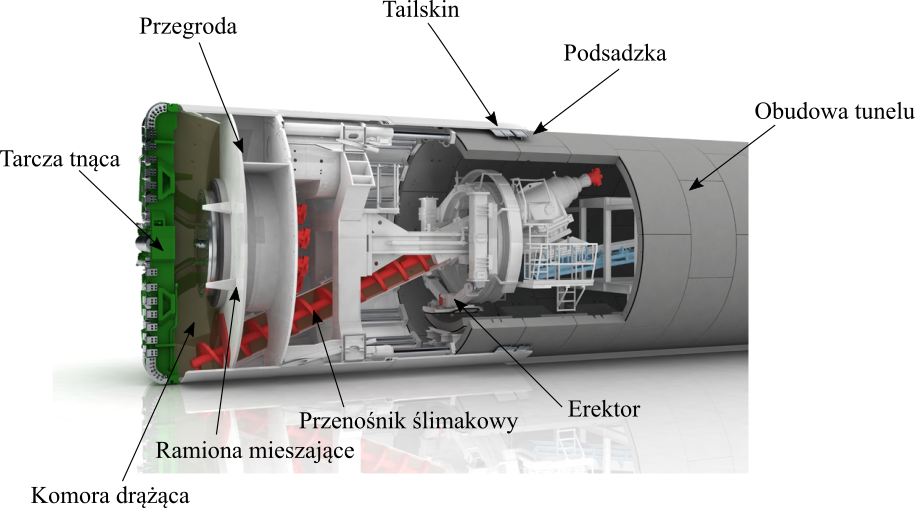 Tailskin
Przegroda
Podsadzka
Obudowa tunelu
Tarcza tnąca
Erektor
Przenośnik ślimakowy
Ramiona mieszające
Komora drążąca